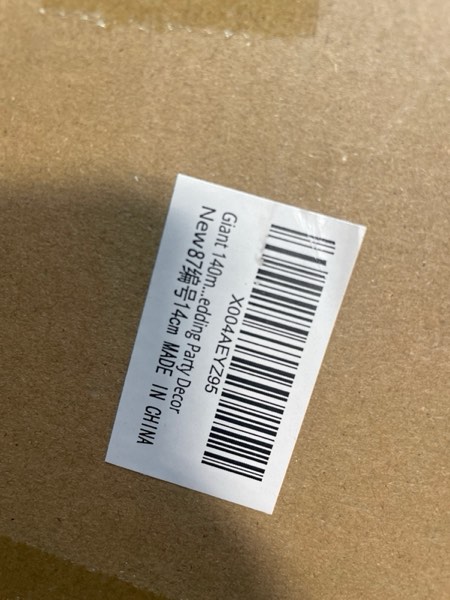 X004AEYZ95
Giant 140m...edding Party Decor
New87编号14cm MADE IN CHINA